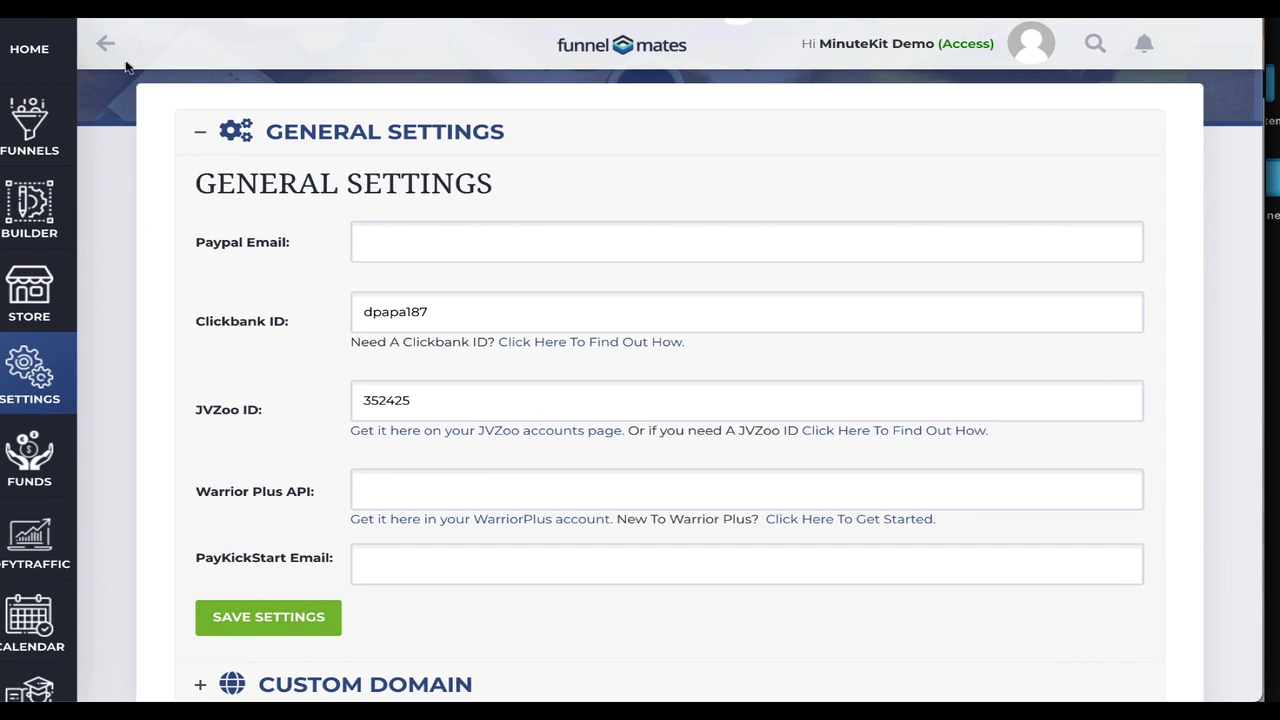 HOME
funnel mates
Hi MinuteKit Demo (Access)
FUNNELS
BUILDER
STORE
SETTINGS
FUNDS
CALENDAR
GENERAL SETTINGS
GENERAL SETTINGS
Paypal Email:
Clickbank ID:
dpapa187
Need A Clickbank ID? Click Here To Find Out How.
JVZoo ID:
352425
Get it here on your JVZoo accounts page. Or if you need A JVZoo ID Click Here To Find Out How.
Warrior Plus API:
Get it here in your WarriorPlus account. New To Warrior Plus? Click Here To Get Started.
PayKickStart Email:
SAVE SETTINGS
CUSTOM DOMAIN